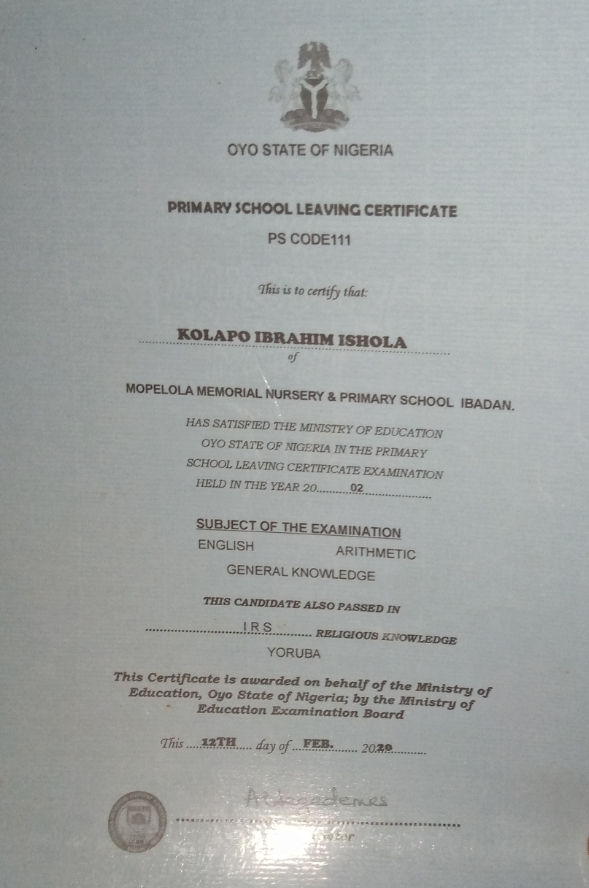 OYO STATE OF NIGERIA
PRIMARY SCHOOL LEAVING CERTIFICATE
PS CODE111
This is to certify that:
KOLAPO IBRAHIM ISHOLA
of
MOPELOLA MEMORIAL NURSERY & PRIMARY SCHOOL IBADAN.
HAS SATISFIED THE MINISTRY OF EDUCATION
OYO STATE OF NIGERIA IN THE PRIMARY
SCHOOL LEAVING CERTIFICATE EXAMINATION
HELD IN THE YEAR 20......02..............
SUBJECT OF THE EXAMINATION
ENGLISH ARITHMETIC
GENERAL KNOWLEDGE
THIS CANDIDATE ALSO PASSED IN
I.R.S RELIGIOUS KNOWLEDGE
YORUBA
This Certificate is awarded on behalf of the Ministry of
Education, Oyo State of Nigeria; by the Ministry of
Education Examination Board
This ...12TH.... day of ...FEB....... 2020........